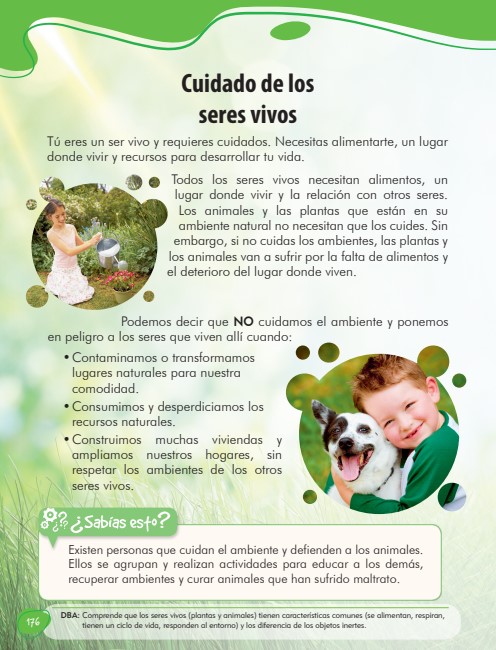 Cuidado de los
seres vivos
Tú eres un ser vivo y requieres cuidados. Necesitas alimentarte, un lugar
donde vivir y recursos para desarrollar tu vida.
Todos los seres vivos necesitan alimentos, un
lugar donde vivir y la relación con otros seres.
Los animales y las plantas que están en su
ambiente natural no necesitan que los cuides. Sin
embargo, si no cuidas los ambientes, las plantas y
los animales van a sufrir por la falta de alimentos y
el deterioro del lugar donde viven.
Podemos decir que NO cuidamos el ambiente y ponemos
en peligro a los seres que viven allí cuando:
• Contaminamos o transformamos
lugares naturales para nuestra
comodidad.
• Consumimos y desperdiciamos los
recursos naturales.
• Construimos muchas viviendas y
ampliamos nuestros hogares, sin
respetar los ambientes de los otros
seres vivos.
¿Sabías esto?
Existen personas que cuidan el ambiente y defienden a los animales.
Ellos se agrupan y realizan actividades para educar a los demás,
recuperar ambientes y curar animales que han sufrido maltrato.
176
DBA: Comprende que los seres vivos (plantas y animales) tienen características comunes (se alimentan, respiran,
tienen un ciclo de vida, responden al entorno) y los diferencia de los objetos inertes.